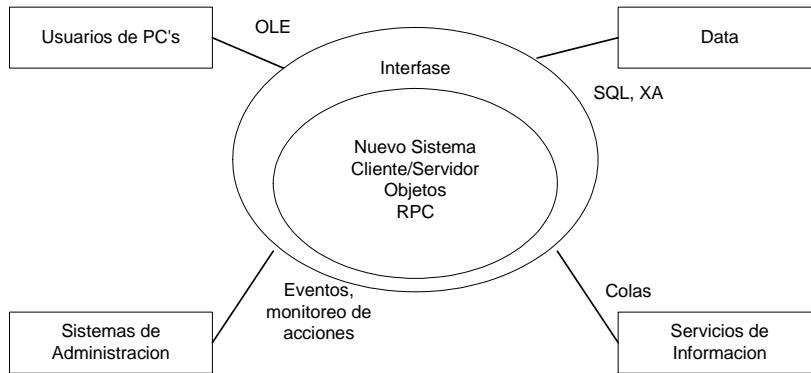 Usuarios de PC's
OLE
Data
Interfase
SQL, XA
Nuevo Sistema
Cliente/Servidor
Objetos
RPC
Eventos,
monitoreo de
acciones
Colas
Sistemas de
Administracion
Servicios de
Informacion